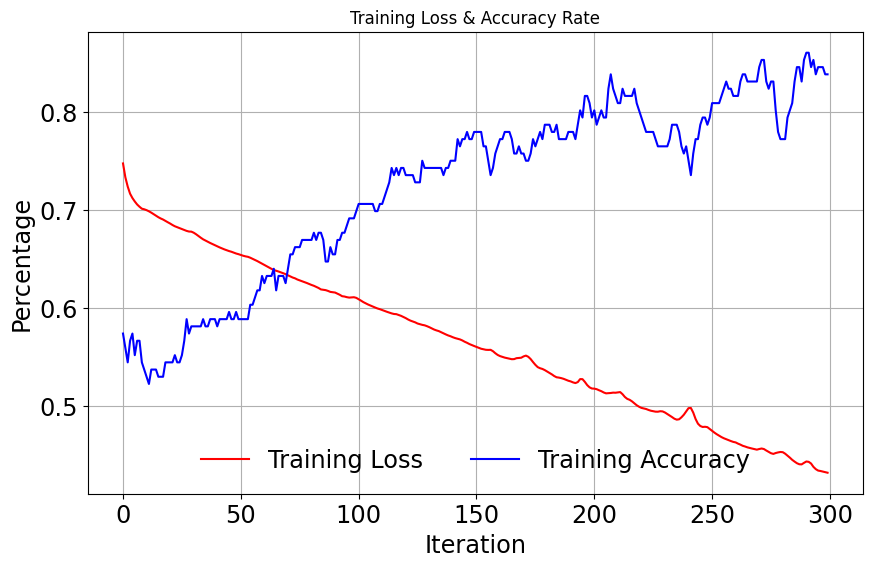 Training Loss & Accuracy Rate
0.8
0.7
0.6
0.5
Percentage
Training Loss
Training Accuracy
0 50 100 150 200 250 300
Iteration